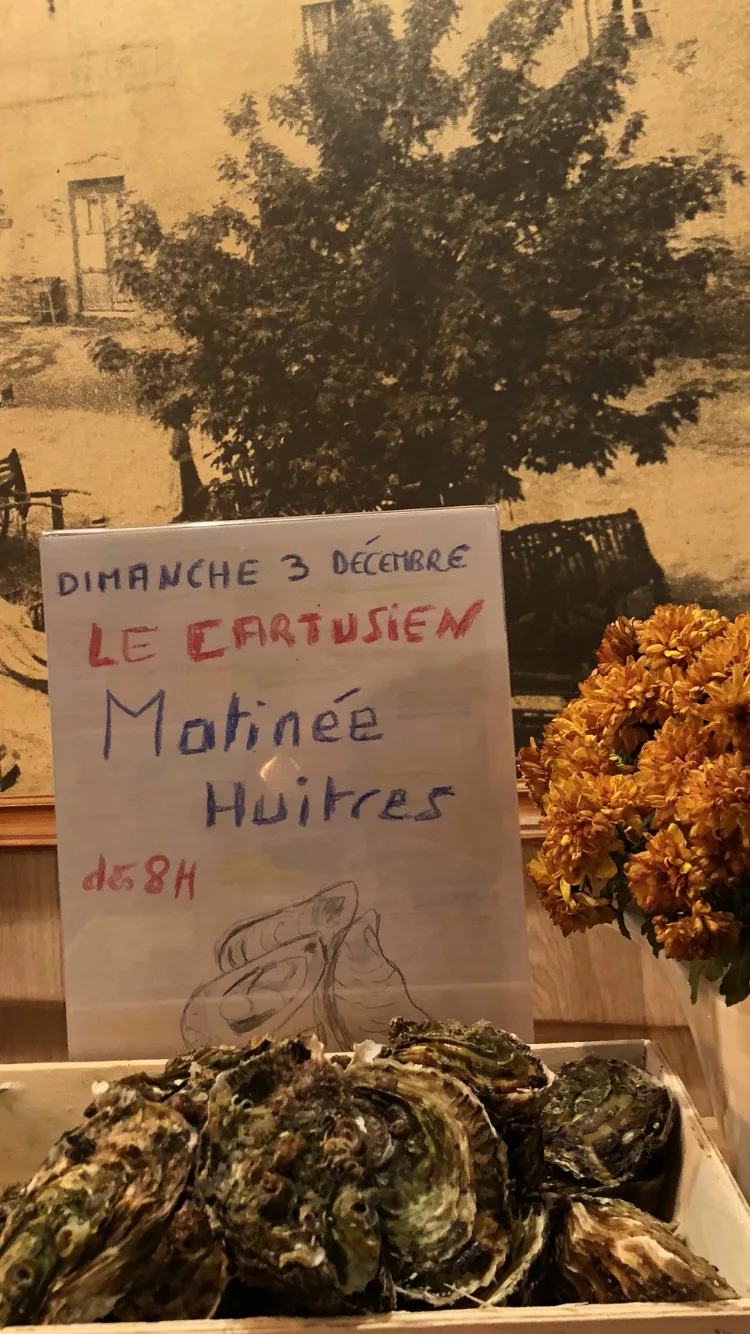 DIMANCHE 3 DÉCEMBRE
LE CARTUSIEN
Matinée
Huitres
dès 8H